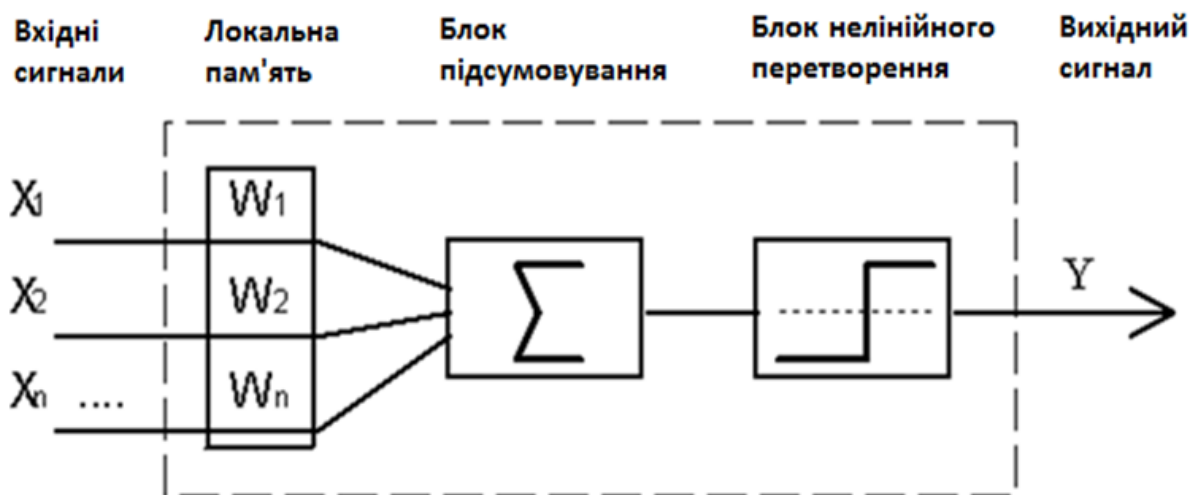 Вхідні сигнали
Локальна пам'ять
Блок підсумовування
Блок нелінійного перетворення
Вихідний сигнал
X1
W1
X2
W2
Xn ....
Wn
Σ
Y